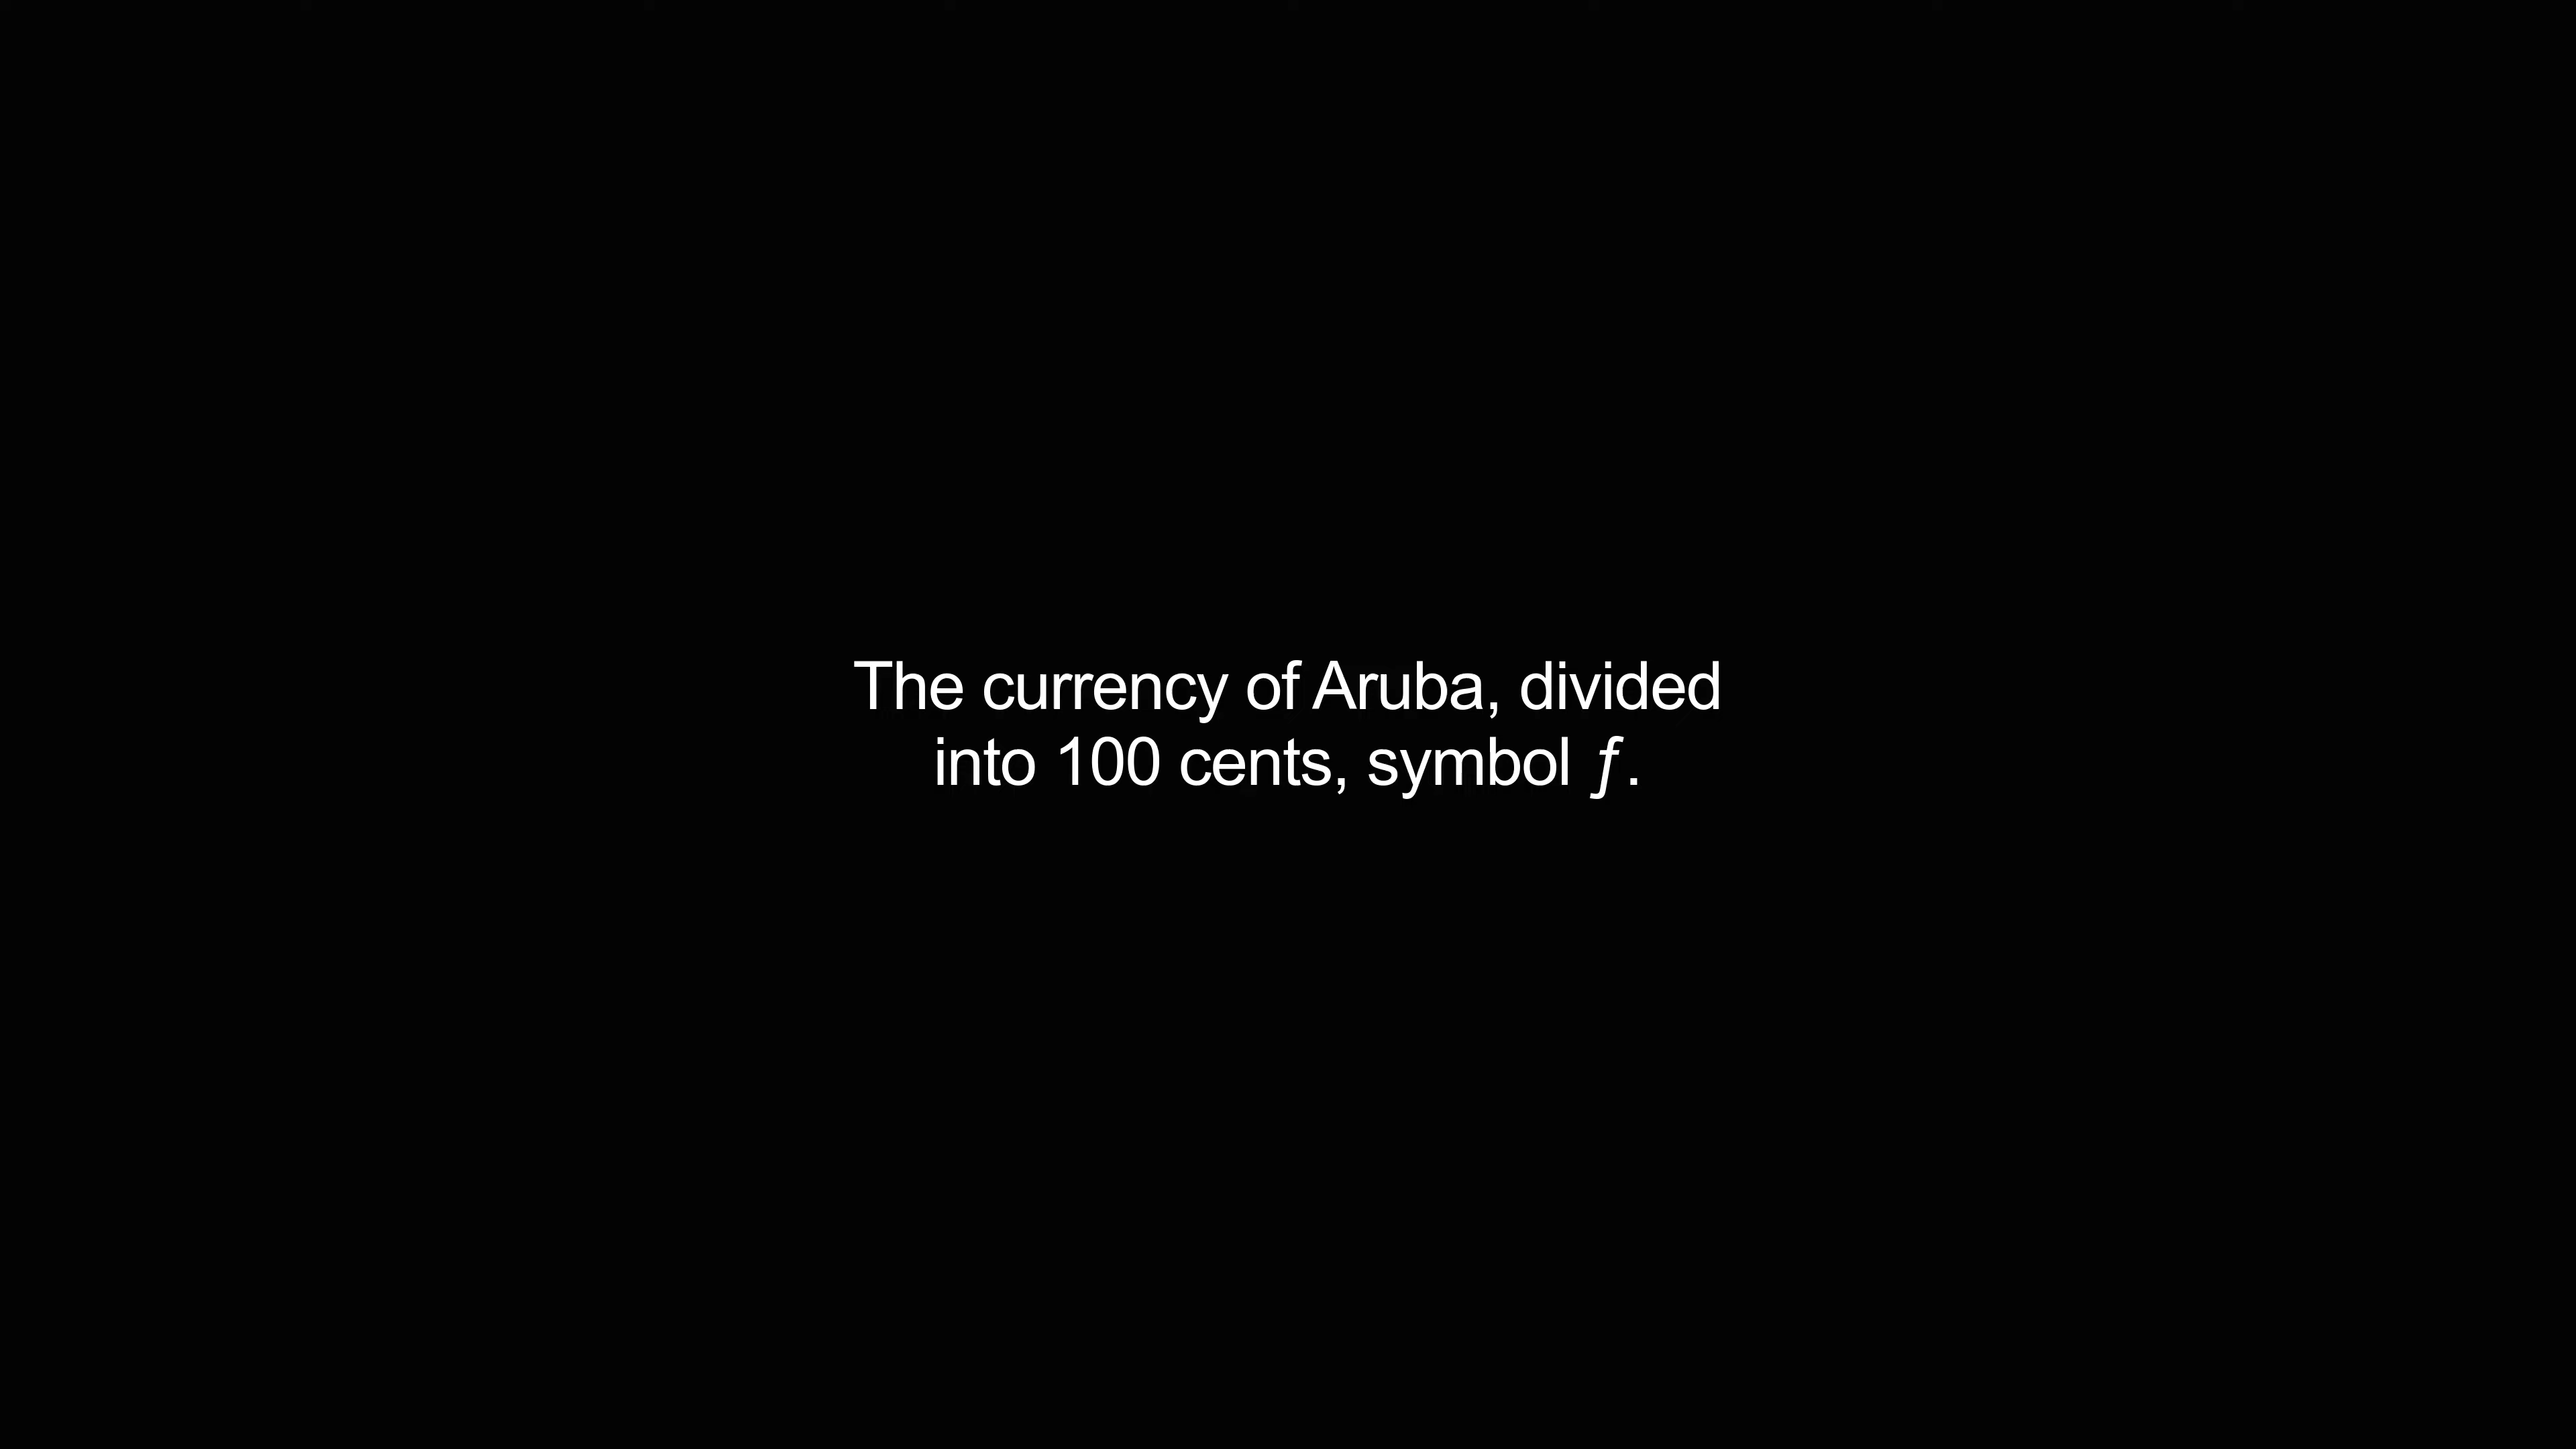 The currency of Aruba, divided
into 100 cents, symbol ƒ.